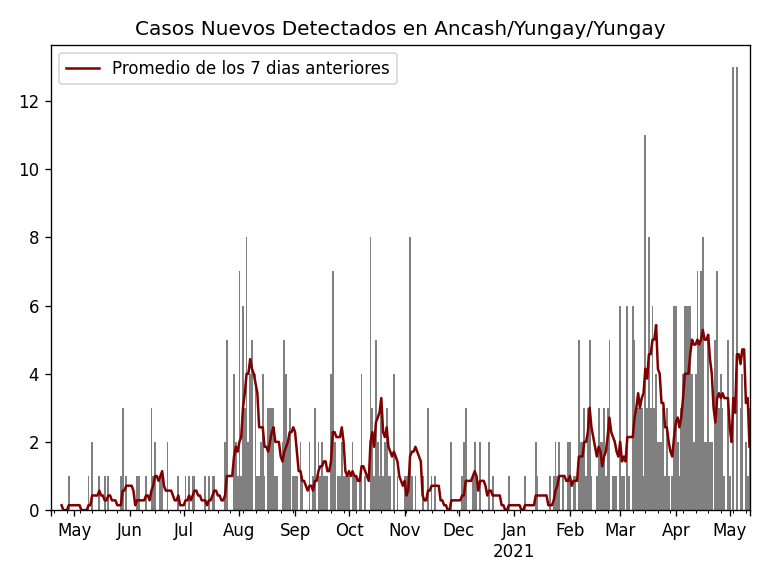 Casos Nuevos Detectados en Ancash/Yungay/Yungay
Promedio de los 7 dias anteriores
12
10
8
6
4
2
0
May Jun Jul Aug Sep Oct Nov Dec Jan Feb Mar Apr May
2021